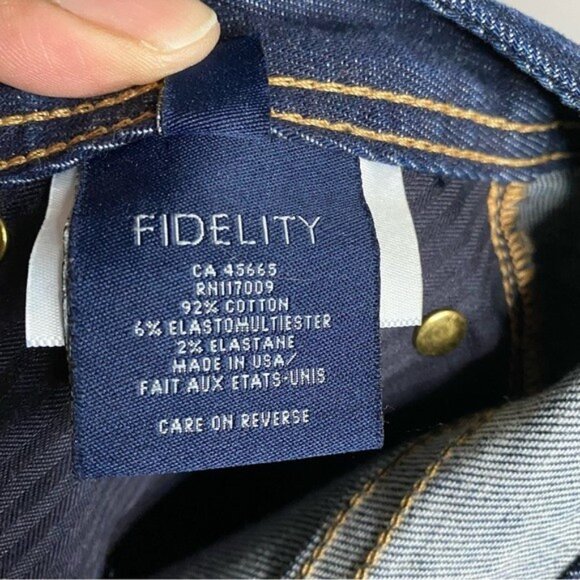 FIDELITY
CA 45665
RN117009
92% COTTON
6% ELASTOMULTIESTER
2% ELASTANE
MADE IN USA/
FAIT AUX ETATS-UNIS
CARE ON REVERSE